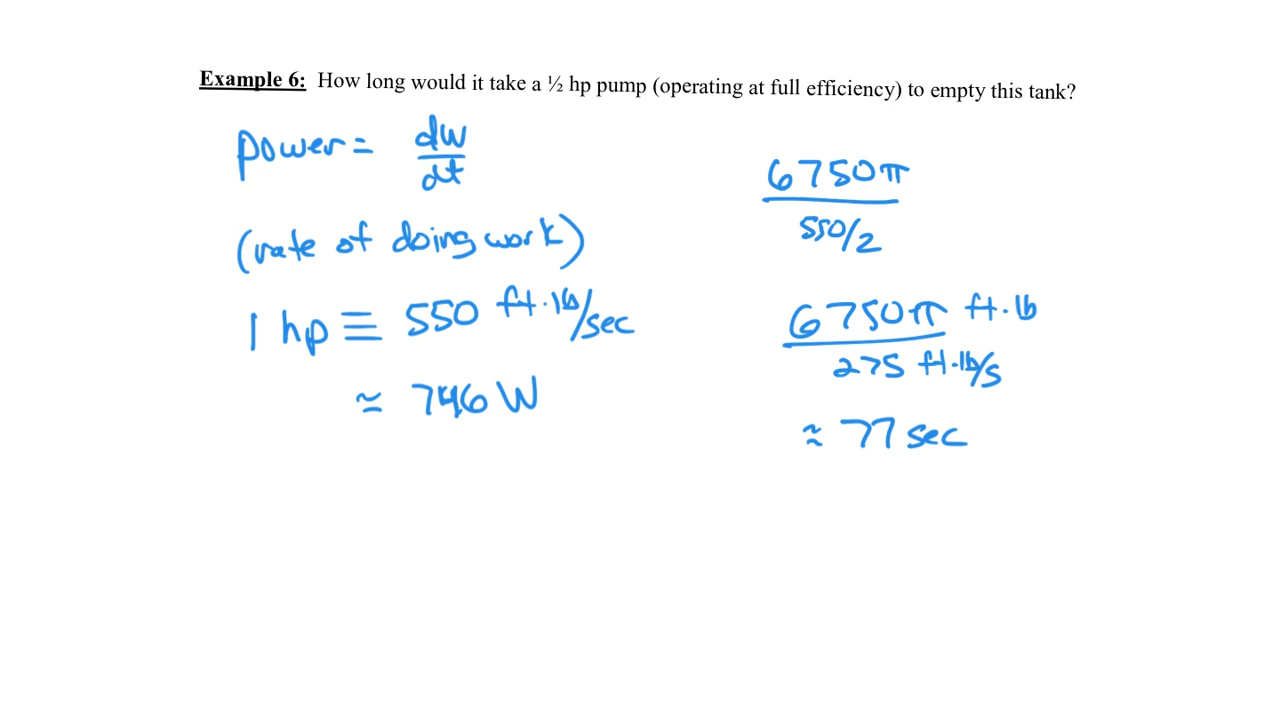 Example 6: How long would it take a ½ hp pump (operating at full efficiency) to empty this tank?
power = dw/dt
(rate of doing work)
1 hp ≡ 550 ft·lb/sec
≈ 746 W
6750π
550/2
6750π ft·lb
275 ft·lb/s
≈ 77 sec